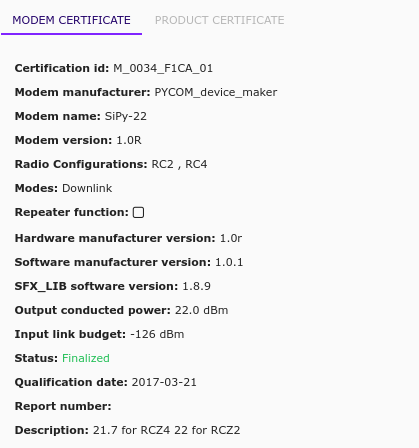 MODEM CERTIFICATE PRODUCT CERTIFICATE
Certification id: M_0034_F1CA_01
Modem manufacturer: PYCOM_device_maker
Modem name: SiPy-22
Modem version: 1.0R
Radio Configurations: RC2 , RC4
Modes: Downlink
Repeater function:
Hardware manufacturer version: 1.0r
Software manufacturer version: 1.0.1
SFX_LIB software version: 1.8.9
Output conducted power: 22.0 dBm
Input link budget: -126 dBm
Status: Finalized
Qualification date: 2017-03-21
Report number:
Description: 21.7 for RCZ4 22 for RCZ2